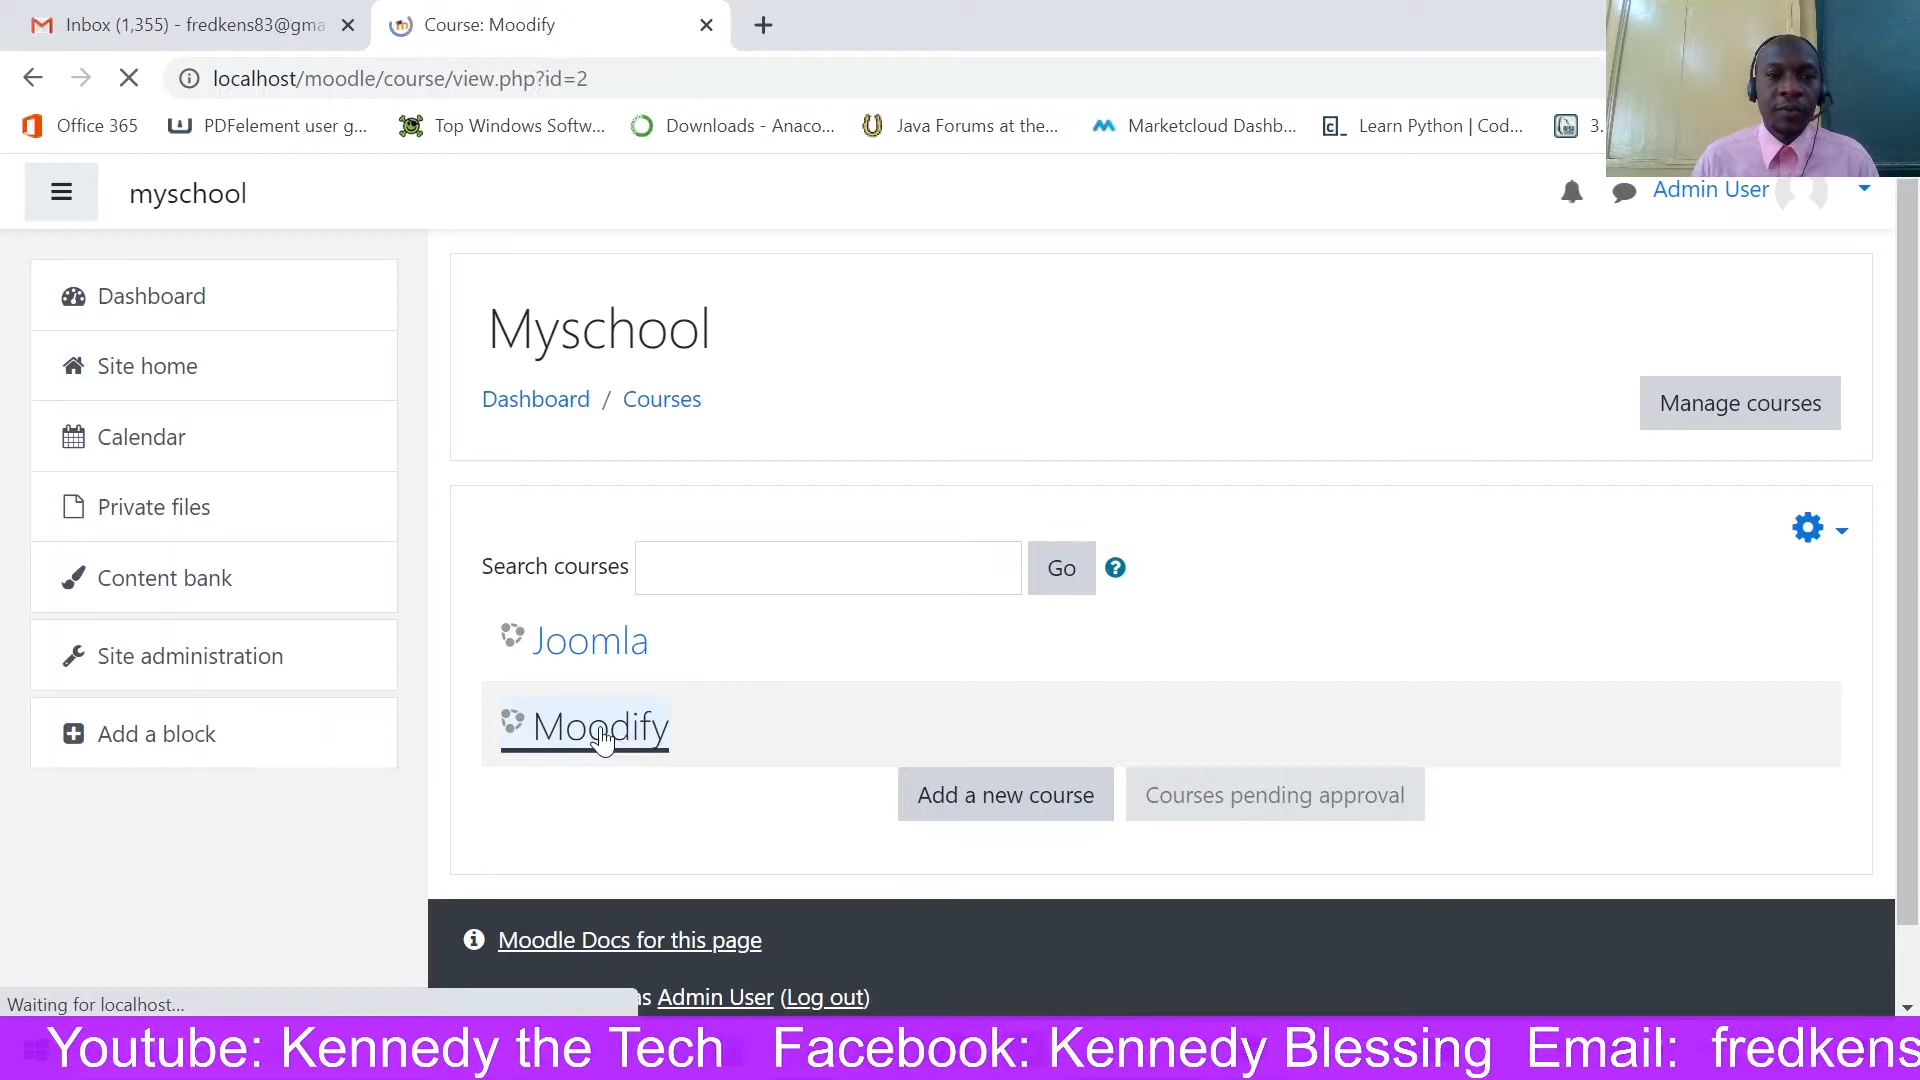 Inbox (1,355) - fredkens83@gma
Course: Moodify
localhost/moodle/course/view.php?id=2
Office 365
PDFelement user g...
Top Windows Softw...
Downloads - Anaco...
Java Forums at the...
Marketcloud Dashb...
Learn Python | Cod...
3.
myschool
Admin User
Dashboard
Site home
Calendar
Private files
Content bank
Site administration
Add a block
Myschool
Dashboard / Courses
Manage courses
Search courses
Go
Joomla
Moodify
Add a new course
Courses pending approval
Moodle Docs for this page
as Admin User (Log out)
Waiting for localhost...
Youtube: Kennedy the Tech Facebook: Kennedy Blessing Email: fredkens